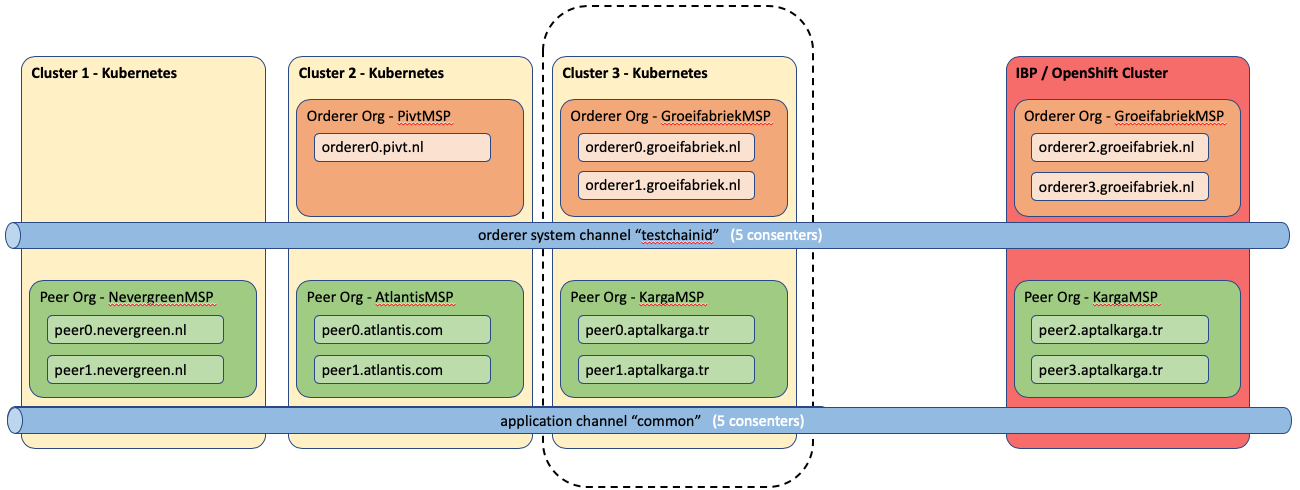 Cluster 1 - Kubernetes
Cluster 2 - Kubernetes
Cluster 3 - Kubernetes
IBP / OpenShift Cluster
Orderer Org - PivtMSP
orderer0.pivt.nl
Orderer Org - GroeifabriekMSP
orderer0.groeifabriek.nl
orderer1.groeifabriek.nl
Orderer Org - GroeifabriekMSP
orderer2.groeifabriek.nl
orderer3.groeifabriek.nl
orderer system channel “testchainid” (5 consenters)
Peer Org - NevergreenMSP
peer0.nevergreen.nl
peer1.nevergreen.nl
Peer Org - AtlantisMSP
peer0.atlantis.com
peer1.atlantis.com
Peer Org - KargaMSP
peer0.aptalkarga.tr
peer1.aptalkarga.tr
Peer Org - KargaMSP
peer2.aptalkarga.tr
peer3.aptalkarga.tr
application channel “common” (5 consenters)